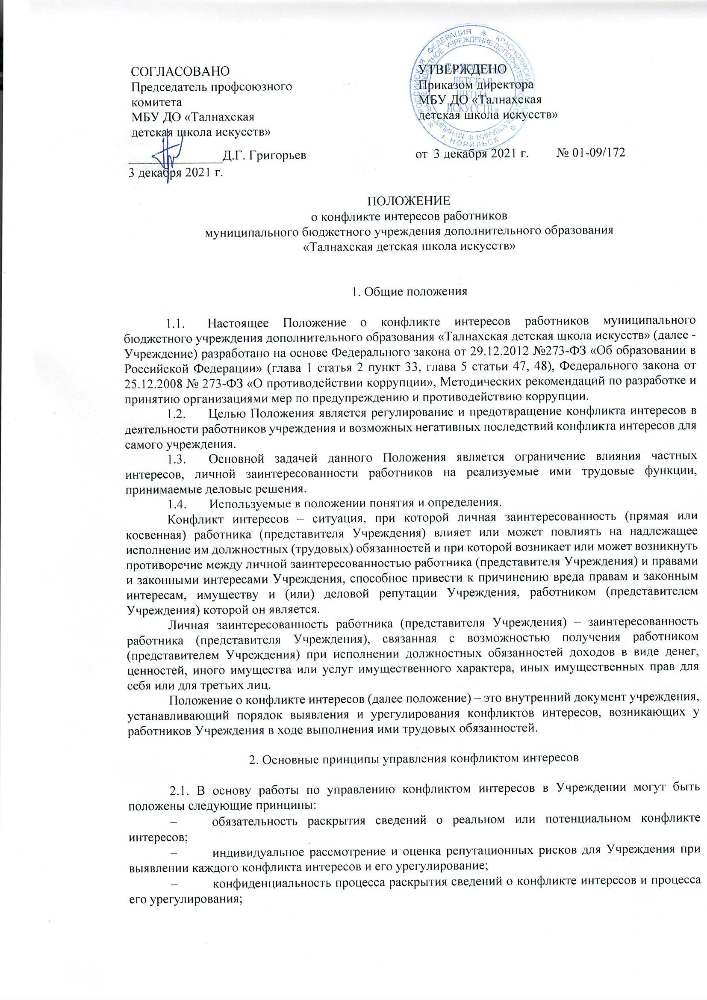 СОГЛАСОВАНО
Председатель профсоюзного
комитета
МБУ ДО «Талнахская
детская школа искусств»
Д.Г. Григорьев
3 декабря 2021 г.
УТВЕРЖДЕНО
Приказом директора
МБУ ДО «Талнахская
детская школа искусств»
от 3 декабря 2021 г. № 01-09/172
РОССИЙСКАЯ ФЕДЕРАЦИЯ * КРАСНОЯРСКИЙ КРАЙ *
г. НОРИЛЬСК
МУНИЦИПАЛЬНОЕ БЮДЖЕТНОЕ УЧРЕЖДЕНИЕ ДОПОЛНИТЕЛЬНОГО ОБРАЗОВАНИЯ *
«ТАЛНАХСКАЯ
ДЕТСКАЯ
ШКОЛА
ИСКУССТВ»
ПОЛОЖЕНИЕ
о конфликте интересов работников
муниципального бюджетного учреждения дополнительного образования
«Талнахская детская школа искусств»
1. Общие положения
1.1. Настоящее Положение о конфликте интересов работников муниципального
бюджетного учреждения дополнительного образования «Талнахская детская школа искусств» (далее -
Учреждение) разработано на основе Федерального закона от 29.12.2012 №273-ФЗ «Об образовании в
Российской Федерации» (глава 1 статья 2 пункт 33, глава 5 статьи 47, 48), Федерального закона от
25.12.2008 № 273-ФЗ «О противодействии коррупции», Методических рекомендаций по разработке и
принятию организациями мер по предупреждению и противодействию коррупции.
1.2. Целью Положения является регулирование и предотвращение конфликта интересов в
деятельности работников учреждения и возможных негативных последствий конфликта интересов для
самого учреждения.
1.3. Основной задачей данного Положения является ограничение влияния частных
интересов, личной заинтересованности работников на реализуемые ими трудовые функции,
принимаемые деловые решения.
1.4. Используемые в положении понятия и определения.
Конфликт интересов – ситуация, при которой личная заинтересованность (прямая или
косвенная) работника (представителя Учреждения) влияет или может повлиять на надлежащее
исполнение им должностных (трудовых) обязанностей и при которой возникает или может возникнуть
противоречие между личной заинтересованностью работника (представителя Учреждения) и правами
и законными интересами Учреждения, способное привести к причинению вреда правам и законным
интересам, имуществу и (или) деловой репутации Учреждения, работником (представителем
Учреждения) которой он является.
Личная заинтересованность работника (представителя Учреждения) – заинтересованность
работника (представителя Учреждения), связанная с возможностью получения работником
(представителем Учреждения) при исполнении должностных обязанностей доходов в виде денег,
ценностей, иного имущества или услуг имущественного характера, иных имущественных прав для
себя или для третьих лиц.
Положение о конфликте интересов (далее положение) – это внутренний документ учреждения,
устанавливающий порядок выявления и урегулирования конфликтов интересов, возникающих у
работников Учреждения в ходе выполнения ими трудовых обязанностей.
2. Основные принципы управления конфликтом интересов
2.1. В основу работы по управлению конфликтом интересов в Учреждении могут быть
положены следующие принципы:
– обязательность раскрытия сведений о реальном или потенциальном конфликте
интересов;
– индивидуальное рассмотрение и оценка репутационных рисков для Учреждения при
выявлении каждого конфликта интересов и его урегулирование;
– конфиденциальность процесса раскрытия сведений о конфликте интересов и процесса
его урегулирования;